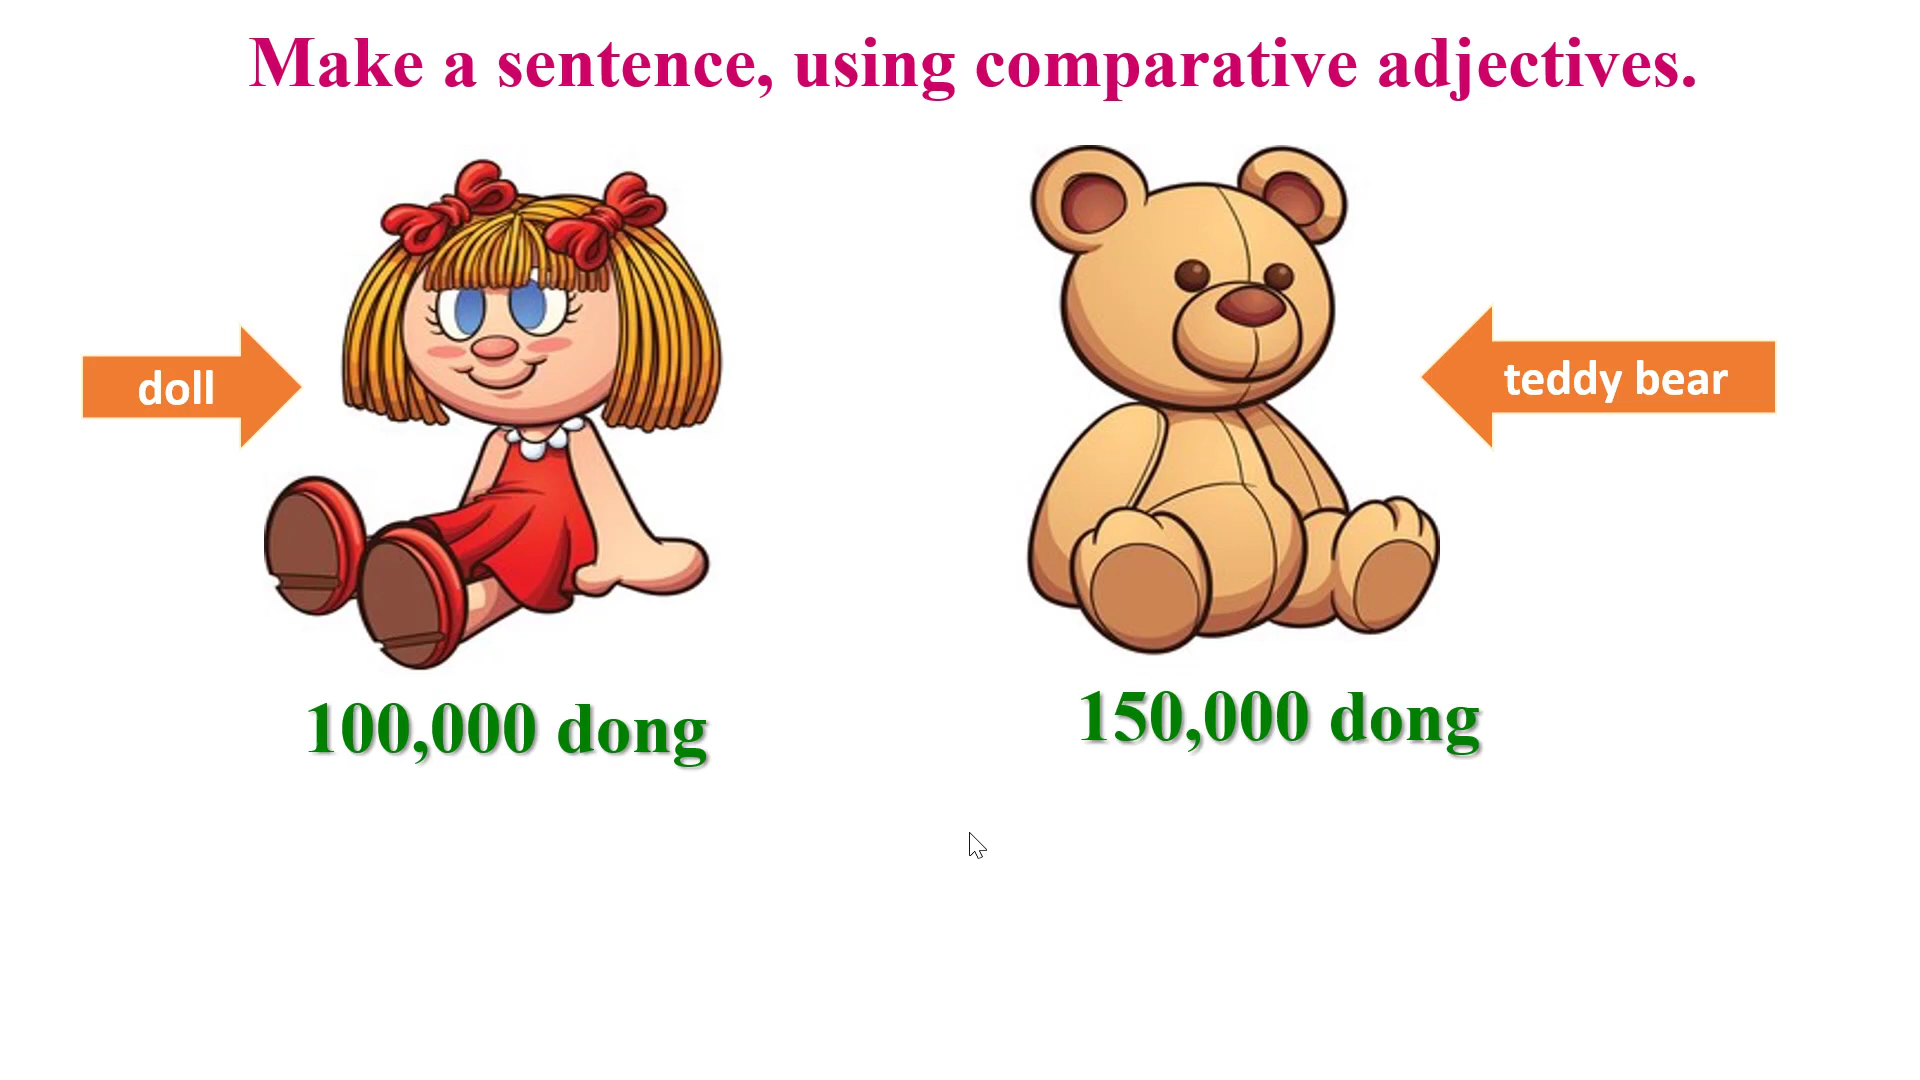 Make a sentence, using comparative adjectives.
doll
teddy bear
100,000 dong
150,000 dong